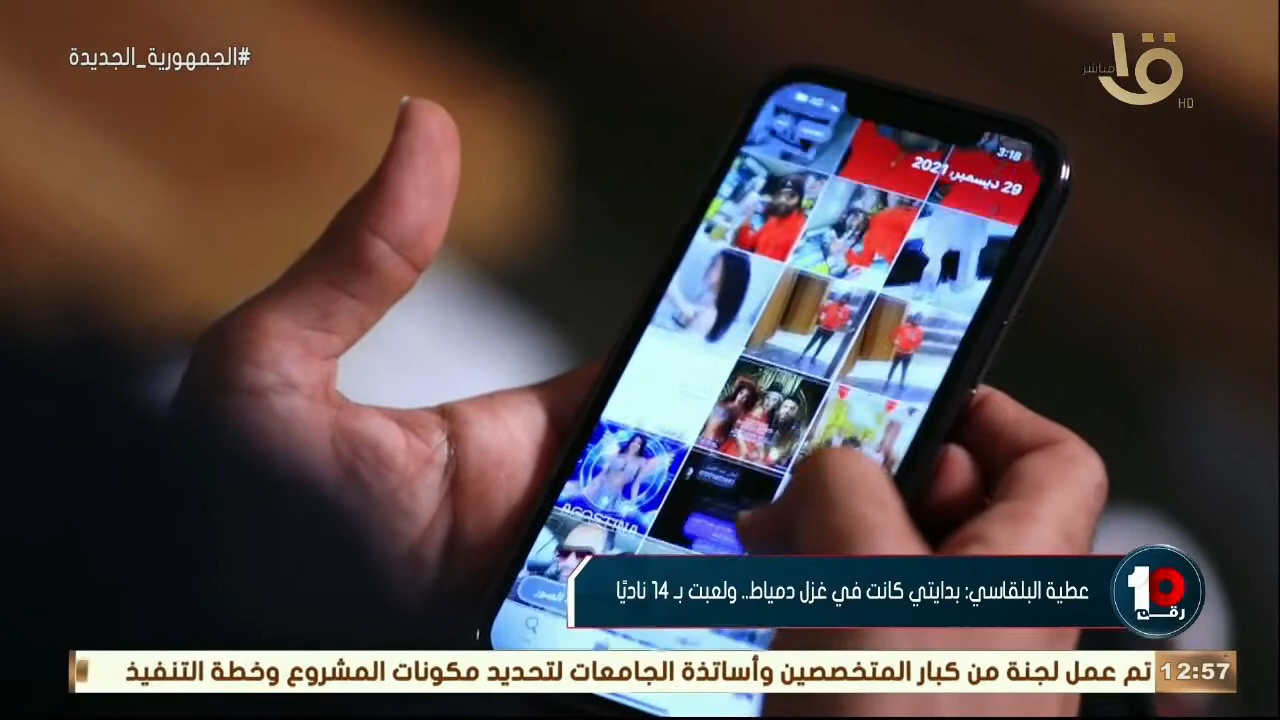 #الجمهورية_الجديدة
مباشر
HD
3:18
29 ديسمبر 2021
AGOSTINA
عطية البلقاسي: بدايتي كانت في غزل دمياط.. ولعبت بـ 14 ناديًا
رقم 10
12:57 تم عمل لجنة من كبار المتخصصين وأساتذة الجامعات لتحديد مكونات المشروع وخطة التنفيذ